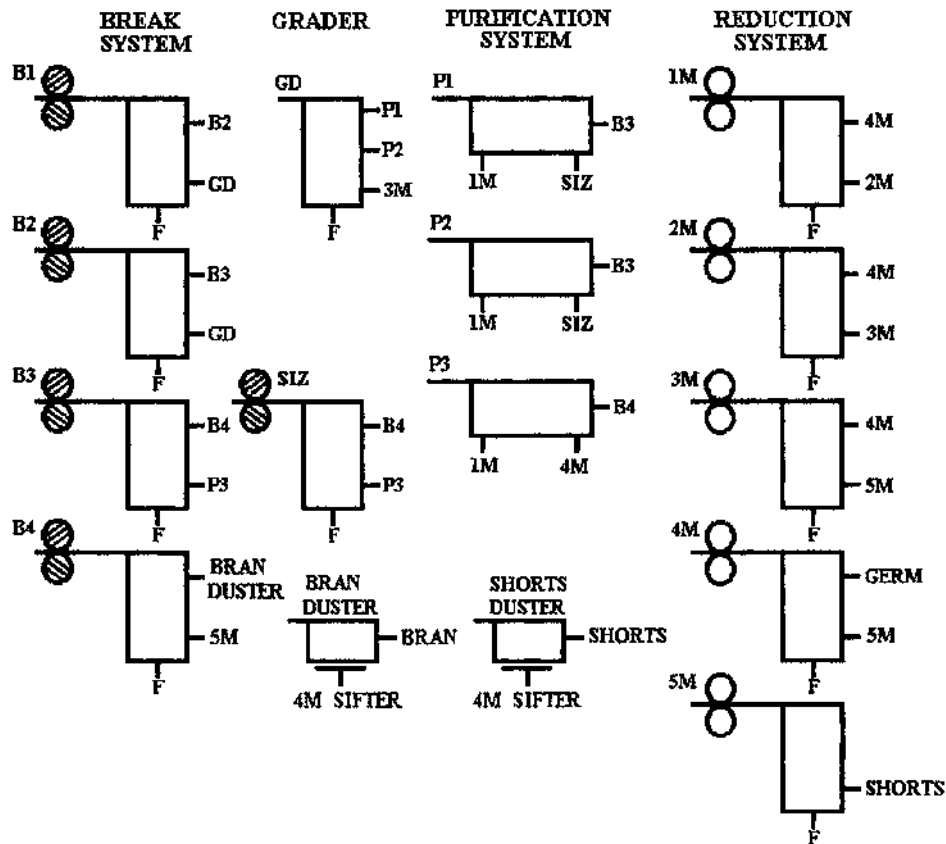 BREAK
SYSTEM
GRADER
PURIFICATION
SYSTEM
REDUCTION
SYSTEM
B1
B2
GD
F
GD
P1
P2
3M
F
P1
B3
1M
SIZ
1M
4M
2M
F
B2
B3
GD
F
P2
B3
1M
SIZ
2M
4M
3M
F
B3
B4
P3
F
SIZ
B4
P3
F
P3
B4
1M
4M
3M
4M
5M
F
B4
BRAN
DUSTER
5M
F
BRAN
DUSTER
BRAN
4M SIFTER
SHORTS
DUSTER
SHORTS
4M SIFTER
4M
GERM
5M
F
5M
SHORTS
F